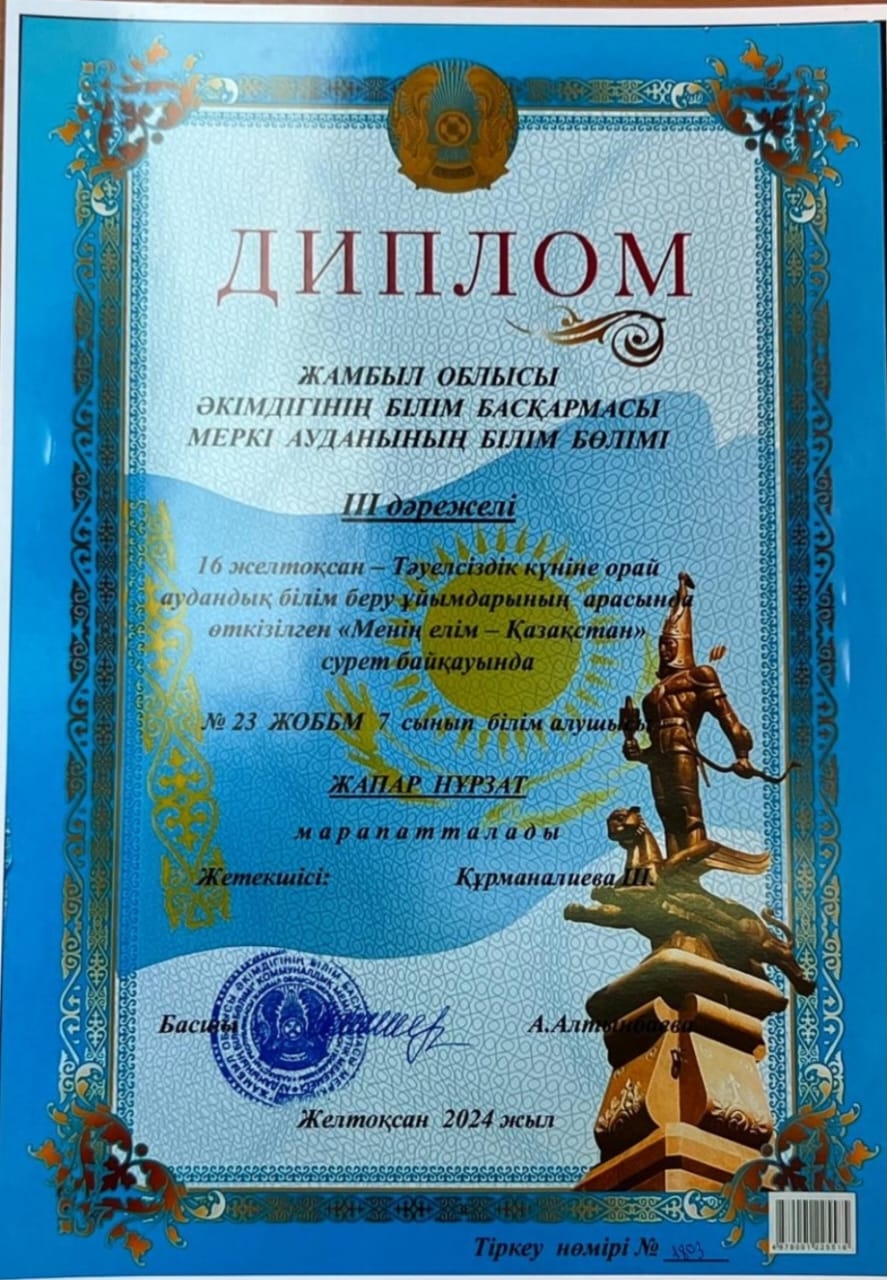 ДИПЛОМ
ЖАМБЫЛ ОБЛЫСЫ
ӘКІМДІГІНІҢ БІЛІМ БАСҚАРМАСЫ
МЕРКІ АУДАНЫНЫҢ БІЛІМ БӨЛІМІ
III дәрежелі
16 желтоқсан – Тәуелсіздік күніне орай
аудандық білім беру ұйымдарының арасында
өткізілген «Менің елім – Қазақстан»
сурет байқауында
№ 23 ЖОББМ 7 сынып білім алушысы
ЖАПАР НҰРЗАТ
марапатталады
Жетекшісі: Құрманалиева Ш.
Басшы А.Алтынбаева
Желтоқсан 2024 жыл
Тіркеу нөмірі № 1803